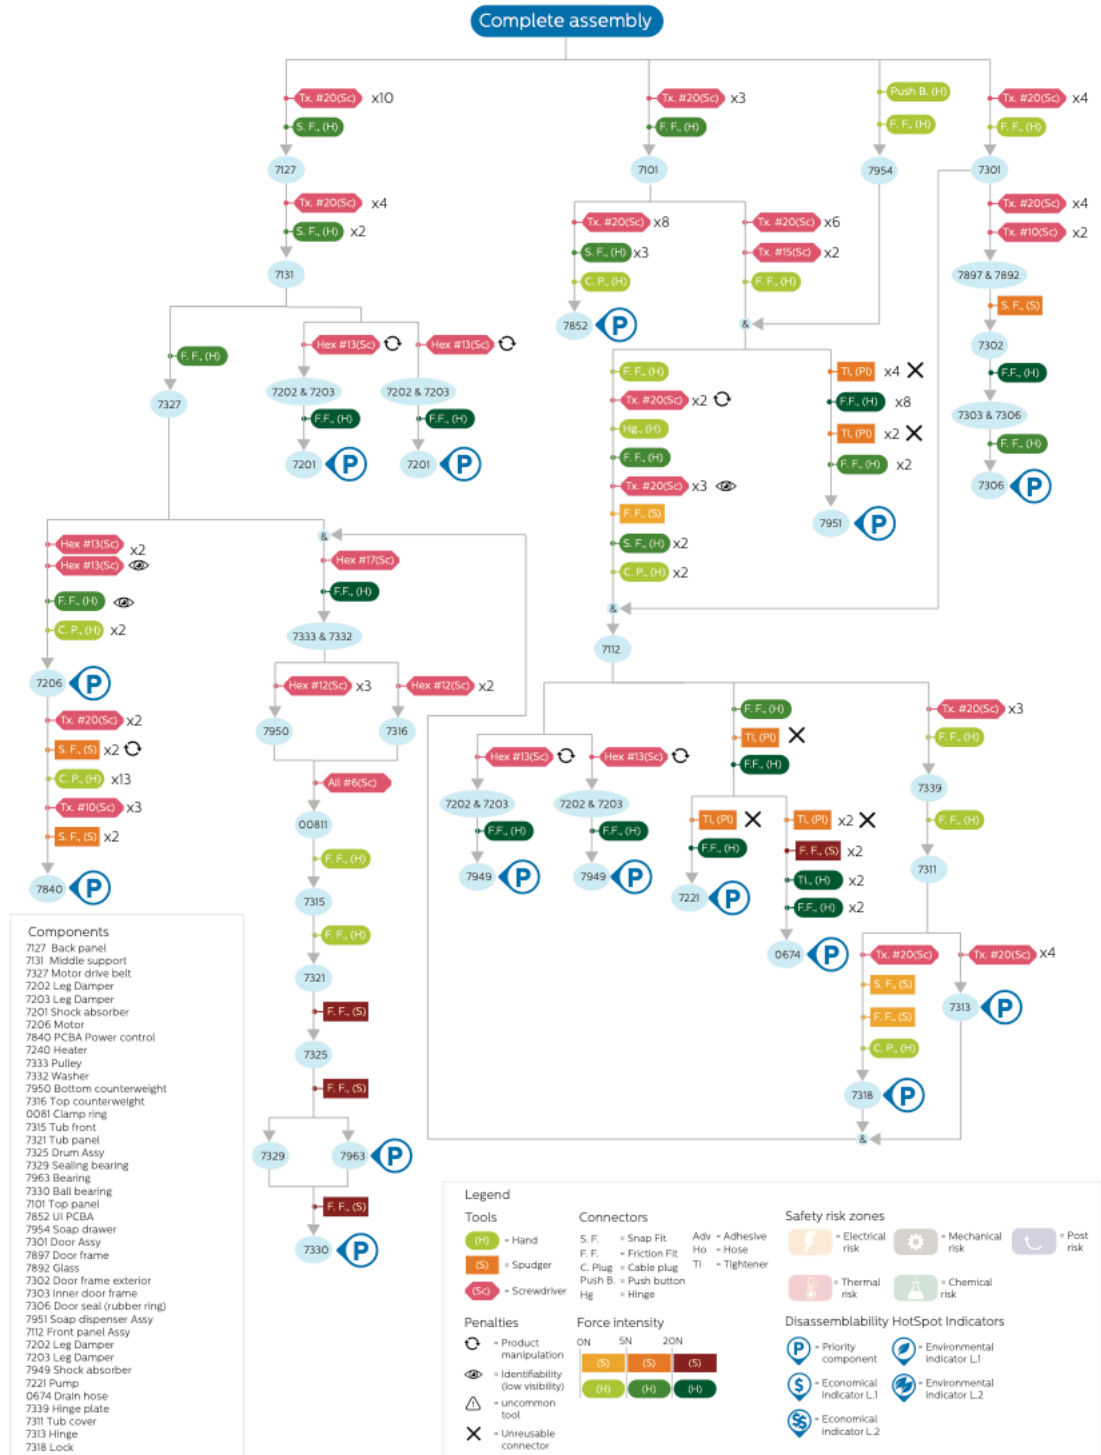 Complete assembly
Tx. #20(Sc) x10
S. F., (H)
7127
Tx. #20(Sc) x4
S. F., (H) x2
7131
F. F., (H)
7327
Hex #13(Sc)
7202 & 7203
F.F., (H)
7201 P
Hex #13(Sc)
7202 & 7203
F.F., (H)
7201 P
Hex #13(Sc) x2
Hex #13(Sc)
F. F., (H)
C. P., (H) x2
7206 P
Tx. #20(Sc) x2
S. F., (S) x2
C. P., (H) x13
Tx. #10(Sc) x3
S. F., (S) x2
7840 P
&
Hex #17(Sc)
F.F., (H)
7333 & 7332
Hex #12(Sc) x3
7950
Hex #12(Sc) x2
7316
All #6(Sc)
00811
F. F., (H)
7315
F. F., (H)
7321
F. F., (S)
7325
F. F., (S)
7329
7963 P
F. F., (S)
7330 P
Tx. #20(Sc) x3
F. F., (H)
7101
Tx. #20(Sc) x8
S. F., (H) x3
C. P., (H)
7852 P
Tx. #20(Sc) x6
Tx. #15(Sc) x2
F. F., (H)
&
Push B. (H)
F. F., (H)
7954
F. F., (H)
Tx. #20(Sc) x2
Hg., (H)
F. F., (H)
Tx. #20(Sc) x3
F. F., (S)
S. F., (H) x2
C. P., (H) x2
&
7112
TI, (PI) x4
F.F., (H) x8
TI, (PI) x2
F. F., (H) x2
7951 P
Tx. #20(Sc) x4
F. F., (H)
7301
Tx. #20(Sc) x4
Tx. #10(Sc) x2
7897 & 7892
S. F., (S)
7302
F.F., (H)
7303 & 7306
F. F., (H)
7306 P
Hex #13(Sc)
7202 & 7203
F.F., (H)
7949 P
Hex #13(Sc)
7202 & 7203
F.F., (H)
7949 P
F. F., (H)
TI, (PI)
F.F., (H)
TI, (PI)
F.F., (H)
7221 P
TI, (PI) x2
F. F., (S) x2
TI., (H) x2
F.F., (H) x2
0674 P
Tx. #20(Sc) x3
F. F., (H)
7339
F. F., (H)
7311
Tx. #20(Sc)
S. F., (S)
F. F., (S)
C. P., (H)
7318 P
Tx. #20(Sc) x4
7313 P
&
Components
7127 Back panel
7131 Middle support
7327 Motor drive belt
7202 Leg Damper
7203 Leg Damper
7201 Shock absorber
7206 Motor
7840 PCBA Power control
7240 Heater
7333 Pulley
7332 Washer
7950 Bottom counterweight
7316 Top counterweight
0081 Clamp ring
7315 Tub front
7321 Tub panel
7325 Drum Assy
7329 Sealing bearing
7963 Bearing
7330 Ball bearing
7101 Top panel
7852 UI PCBA
7954 Soap drawer
7301 Door Assy
7897 Door frame
7892 Glass
7302 Door frame exterior
7303 Inner door frame
7306 Door seal (rubber ring)
7951 Soap dispenser Assy
7112 Front panel Assy
7202 Leg Damper
7203 Leg Damper
7949 Shock absorber
7221 Pump
0674 Drain hose
7339 Hinge plate
7311 Tub cover
7313 Hinge
7318 Lock
Legend
Tools
(H) = Hand
(S) = Spudger
(Sc) = Screwdriver
Connectors
S. F. = Snap Fit
F. F. = Friction Fit
C. Plug = Cable plug
Push B. = Push button
Hg = Hinge
Adv = Adhesive
Ho = Hose
TI = Tightener
Safety risk zones
= Electrical risk
= Mechanical risk
= Post risk
= Thermal risk
= Chemical risk
Penalties
= Product manipulation
= Identifiability (low visibility)
= uncommon tool
= Unreusable connector
Force intensity
0N 5N 20N
(S) (S) (S)
(H) (H) (H)
Disassemblability HotSpot Indicators
P = Priority component
$ = Economical Indicator L.1
$$ = Economical Indicator L.2
= Environmental Indicator L.1
= Environmental Indicator L.2